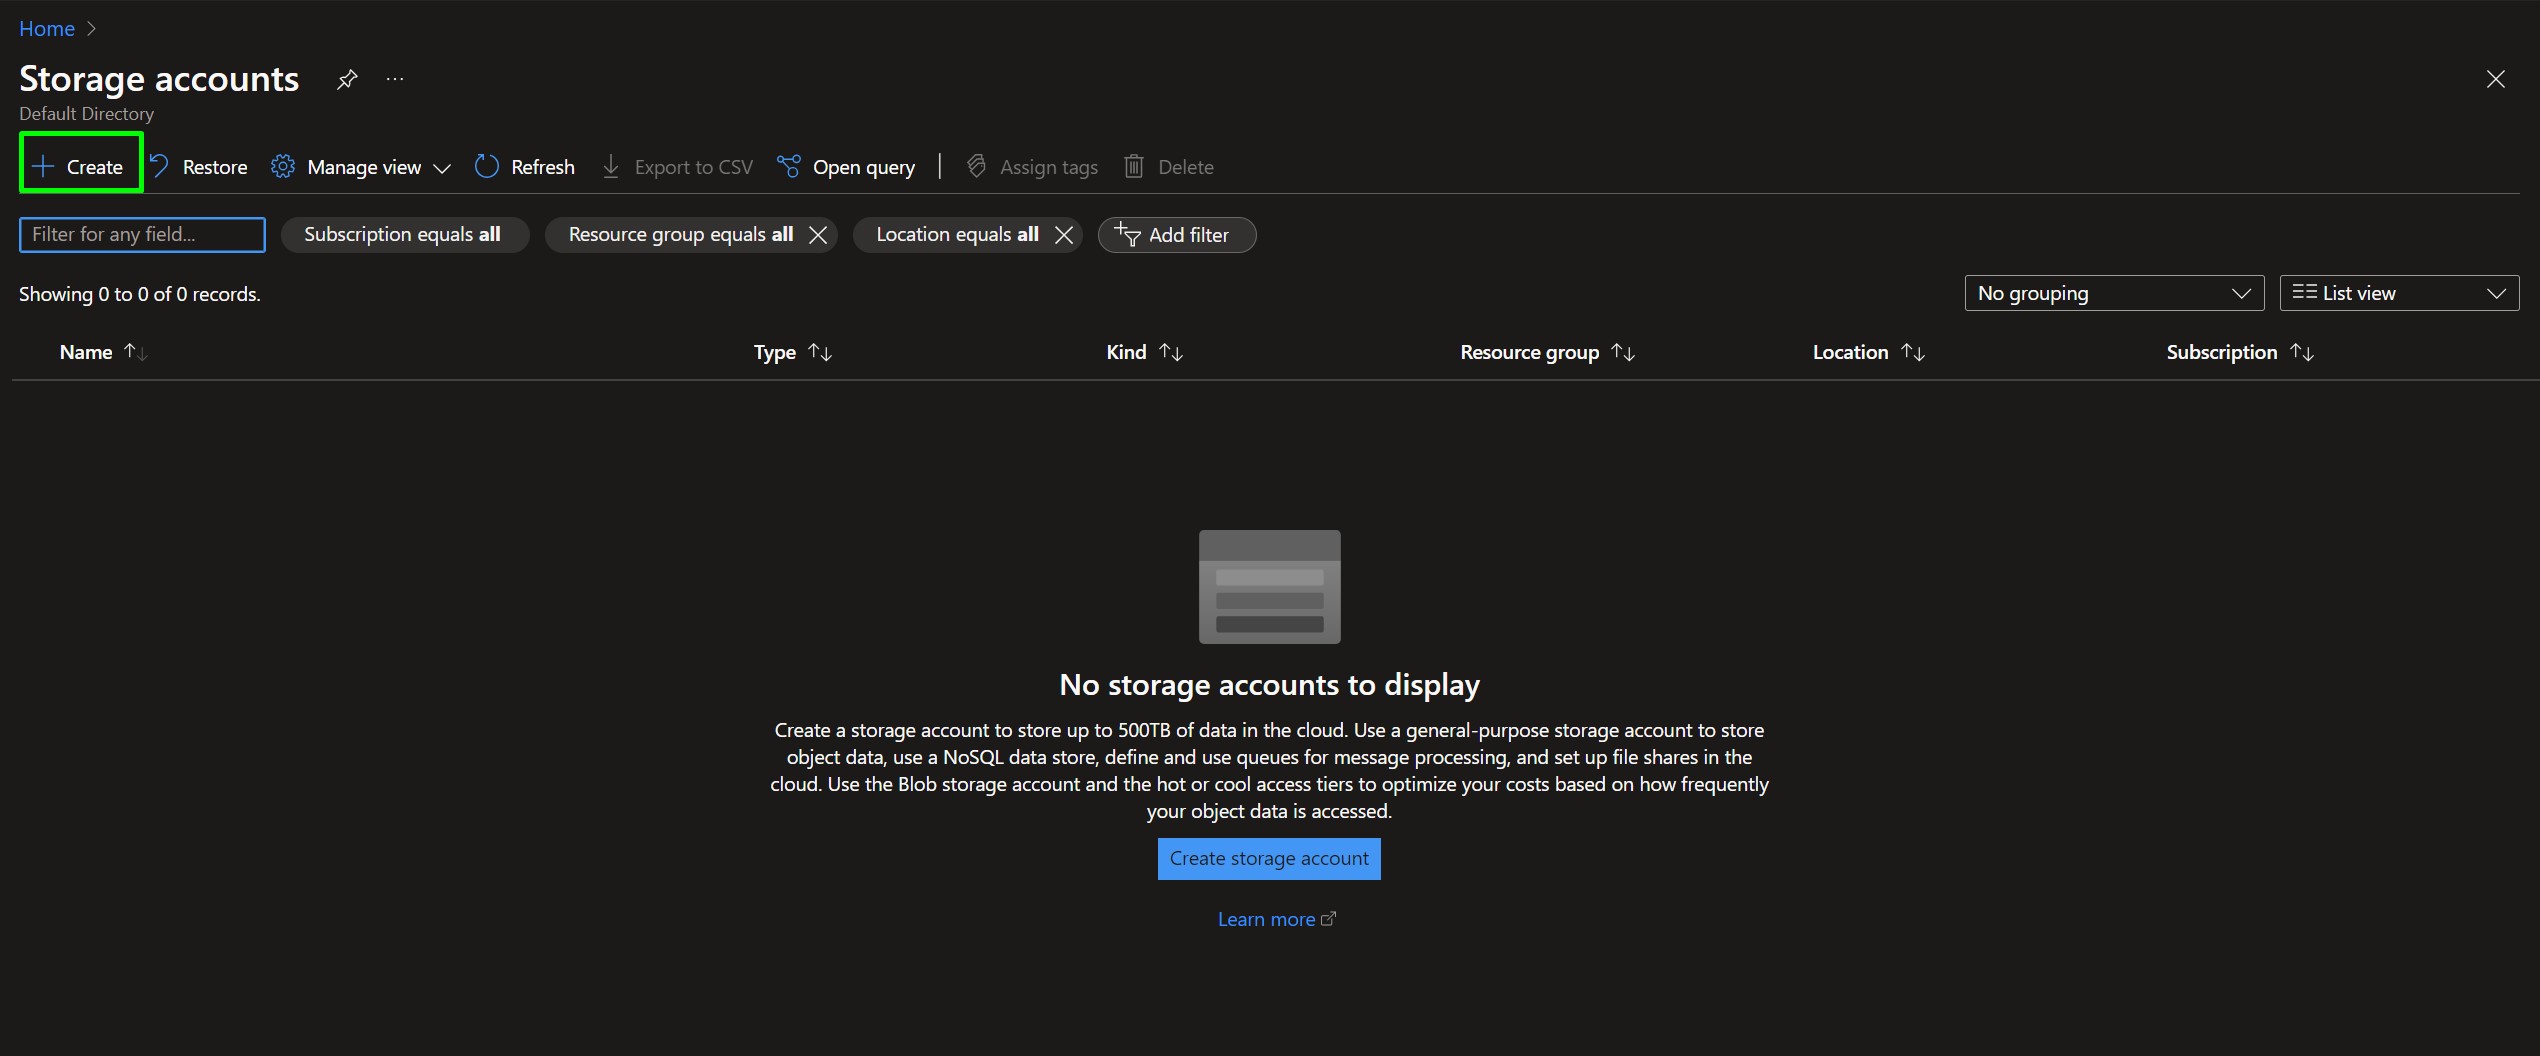 Home
Storage accounts
Default Directory
Create Restore Manage view Refresh Export to CSV Open query Assign tags Delete
Filter for any field... Subscription equals all Resource group equals all Location equals all Add filter
Showing 0 to 0 of 0 records. No grouping List view
Name Type Kind Resource group Location Subscription
No storage accounts to display
Create a storage account to store up to 500TB of data in the cloud. Use a general-purpose storage account to store
object data, use a NoSQL data store, define and use queues for message processing, and set up file shares in the
cloud. Use the Blob storage account and the hot or cool access tiers to optimize your costs based on how frequently
your object data is accessed.
Create storage account
Learn more